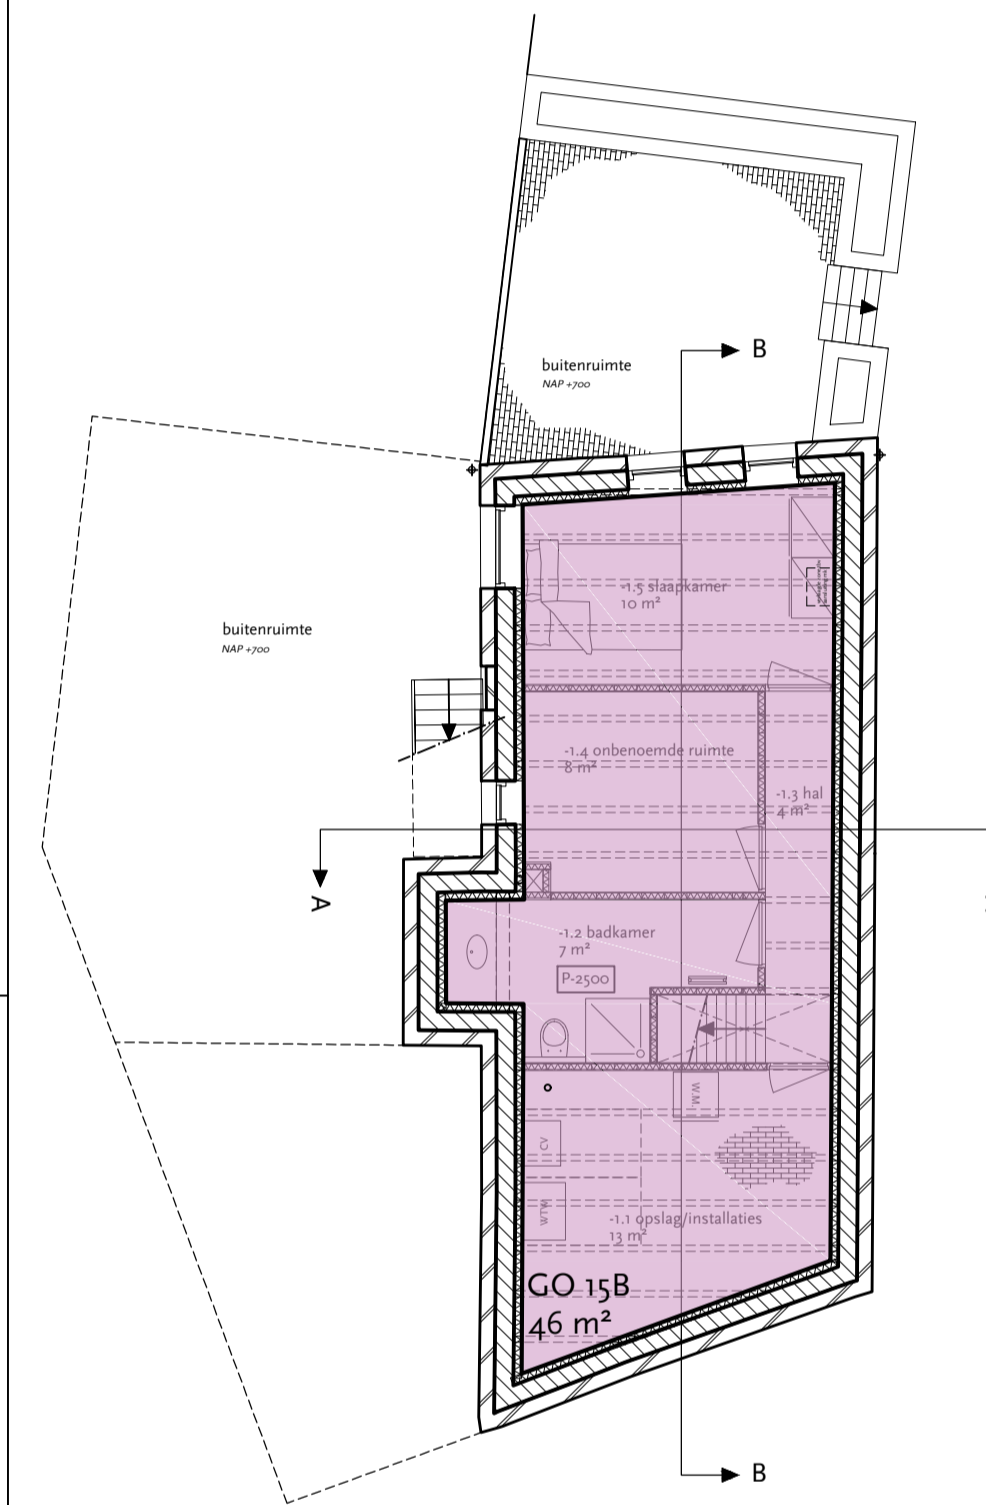 B
buitenruimte
NAP +700
-1.5 slaapkamer
10 m²
buitenruimte
NAP +700
-1.4 onbenoemde ruimte
8 m²
-1.3 hal
4 m²
A
-1.2 badkamer
7 m²
P-2500
W.M.
CV
WTW
-1.1 opslag/installaties
13 m²
GO 15B
46 m²
B